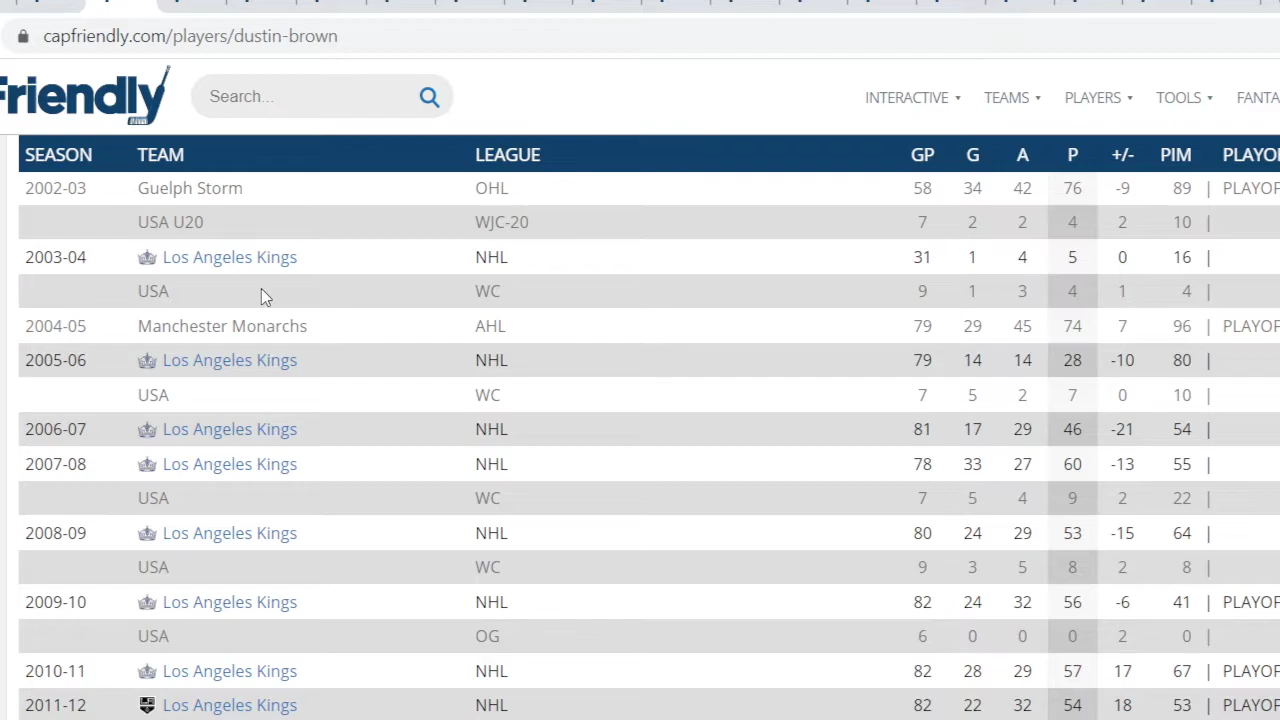 capfriendly.com/players/dustin-brown
Friendly Search... INTERACTIVE TEAMS PLAYERS TOOLS FANTA
SEASON TEAM LEAGUE GP G A P +/- PIM PLAYOF
2002-03 Guelph Storm OHL 58 34 42 76 -9 89 | PLAYOF
USA U20 WJC-20 7 2 2 4 2 10 |
2003-04 Los Angeles Kings NHL 31 1 4 5 0 16 |
USA WC 9 1 3 4 1 4 |
2004-05 Manchester Monarchs AHL 79 29 45 74 7 96 | PLAYOF
2005-06 Los Angeles Kings NHL 79 14 14 28 -10 80 |
USA WC 7 5 2 7 0 10 |
2006-07 Los Angeles Kings NHL 81 17 29 46 -21 54 |
2007-08 Los Angeles Kings NHL 78 33 27 60 -13 55 |
USA WC 7 5 4 9 2 22 |
2008-09 Los Angeles Kings NHL 80 24 29 53 -15 64 |
USA WC 9 3 5 8 2 8 |
2009-10 Los Angeles Kings NHL 82 24 32 56 -6 41 | PLAYOF
USA OG 6 0 0 0 2 0 |
2010-11 Los Angeles Kings NHL 82 28 29 57 17 67 | PLAYOF
2011-12 Los Angeles Kings NHL 82 22 32 54 18 53 | PLAYOF